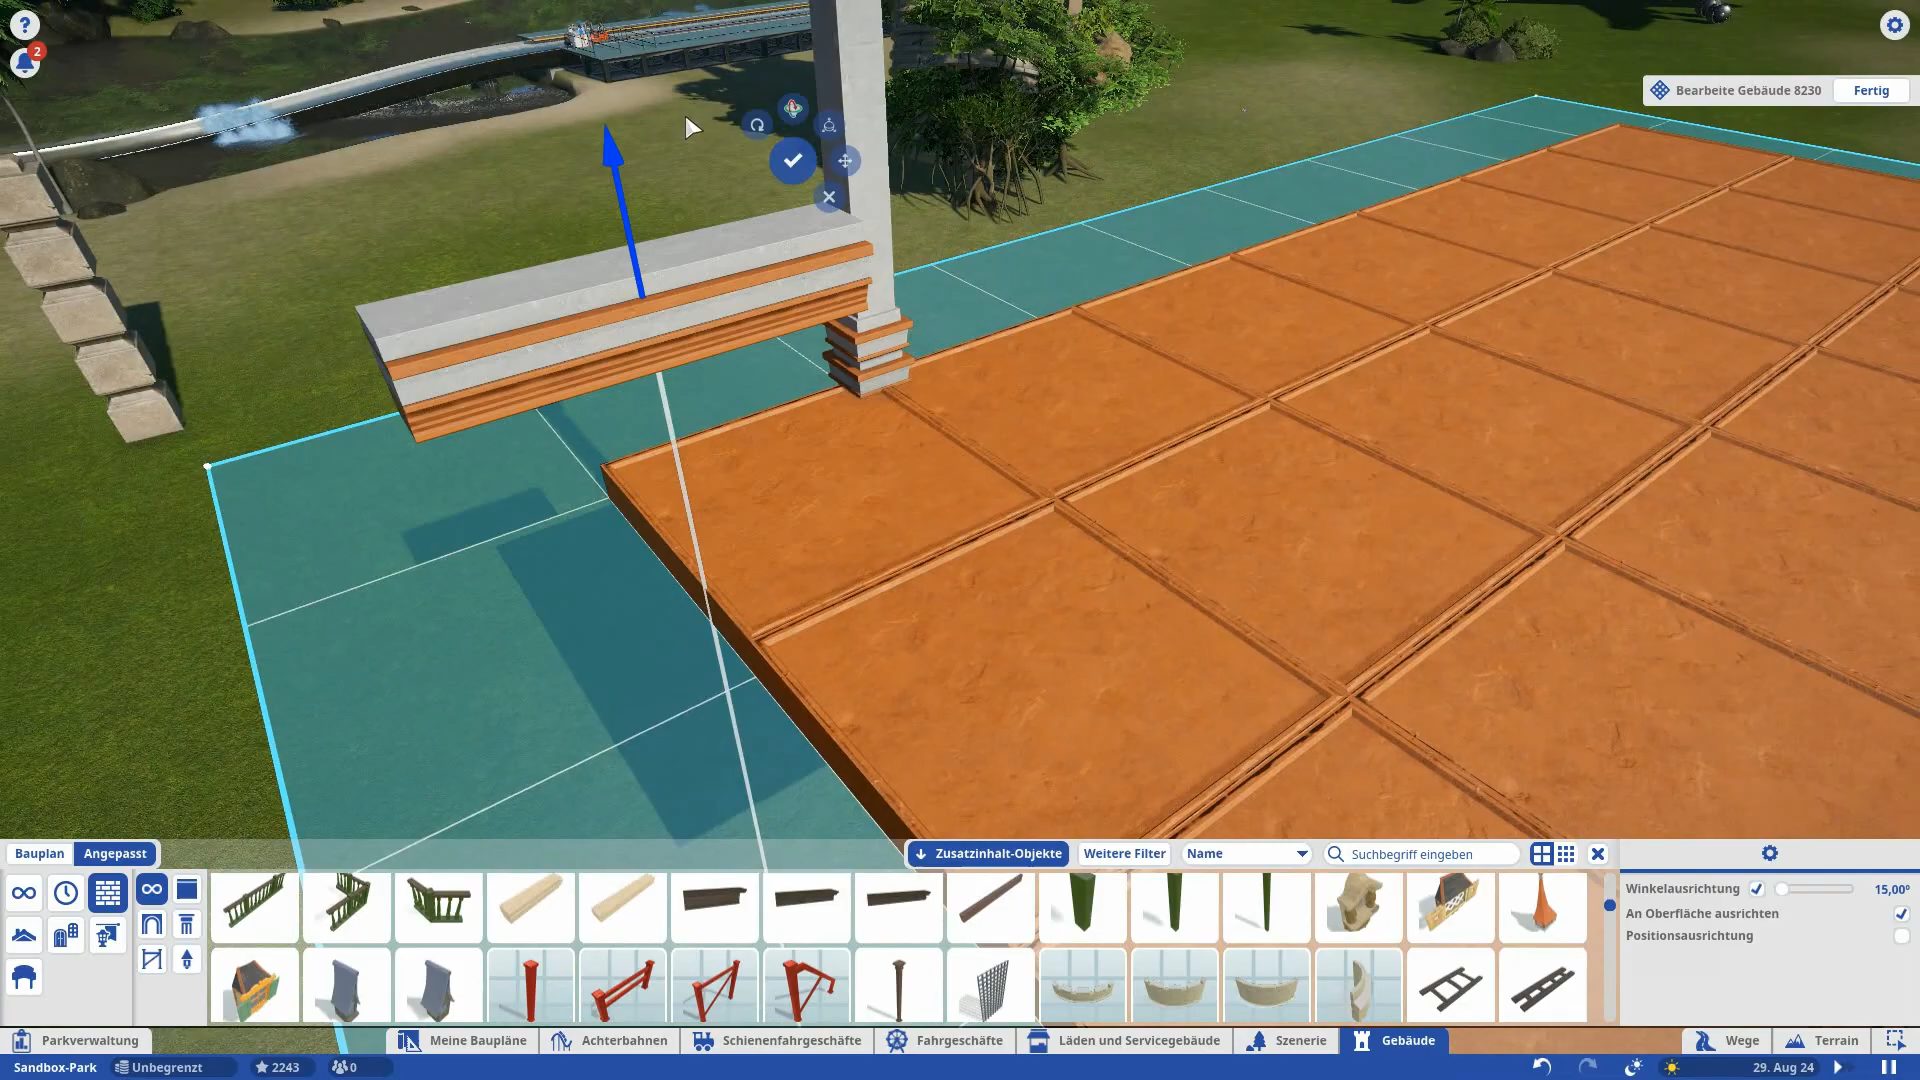 ?
2
Bearbeite Gebäude 8230
Fertig
Bauplan
Angepasst
Zusatzinhalt-Objekte
Weitere Filter
Name
Suchbegriff eingeben
Winkelausrichtung
15,00°
An Oberfläche ausrichten
Positionsausrichtung
Parkverwaltung
Meine Baupläne
Achterbahnen
Schienenfahrgeschäfte
Fahrgeschäfte
Läden und Servicegebäude
Szenerie
Gebäude
Wege
Terrain
Sandbox-Park
Unbegrenzt
2243
0
29. Aug 24